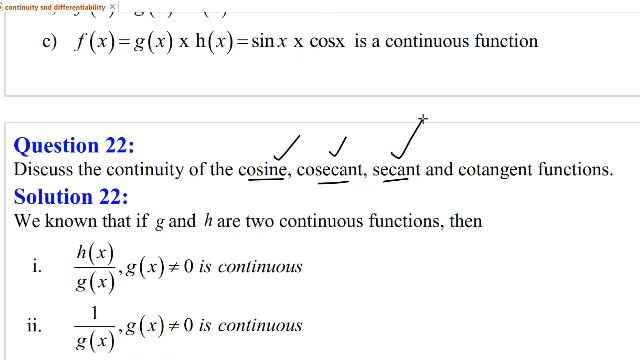 continuity snd differentiability
c) f(x) = g(x) x h(x) = sinx x cosx is a continuous function
Question 22:
Discuss the continuity of the cosine, cosecant, secant and cotangent functions.
Solution 22:
We known that if g and h are two continuous functions, then
i. h(x)/g(x), g(x) ≠ 0 is continuous
ii. 1/g(x), g(x) ≠ 0 is continuous